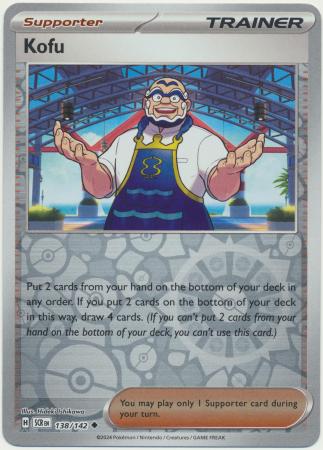 Supporter
TRAINER
Kofu
Put 2 cards from your hand on the bottom of your deck in
any order. If you put 2 cards on the bottom of your deck
in this way, draw 4 cards. (If you can't put 2 cards from
your hand on the bottom of your deck, you can't use this card.)
Illus. Hideki Ishikawa
H SCR EN 138/142 ◆
You may play only 1 Supporter card during
your turn.
©2024 Pokémon / Nintendo / Creatures / GAME FREAK